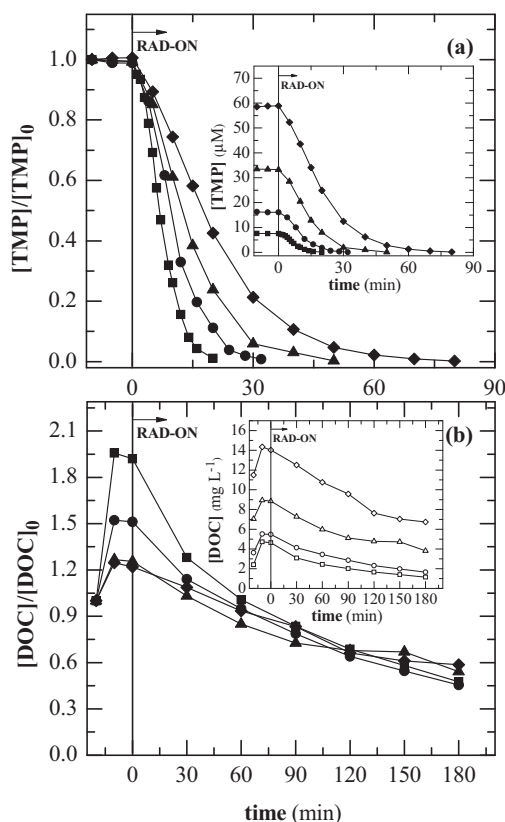 RAD-ON
(a)
1.0
0.8
0.6
0.4
0.2
0.0
[TMP]/[TMP]0
0 30 60 90
RAD-ON
70
60
50
40
30
20
10
0
[TMP] (μM)
0 30 60 90
time (min)
RAD-ON
(b)
2.1
1.8
1.5
1.2
0.9
0.6
0.3
0.0
[DOC]/[DOC]0
0 30 60 90 120 150 180
time (min)
RAD-ON
16
14
12
10
8
6
4
2
0
[DOC] (mg L-1)
0 30 60 90 120 150 180
time (min)